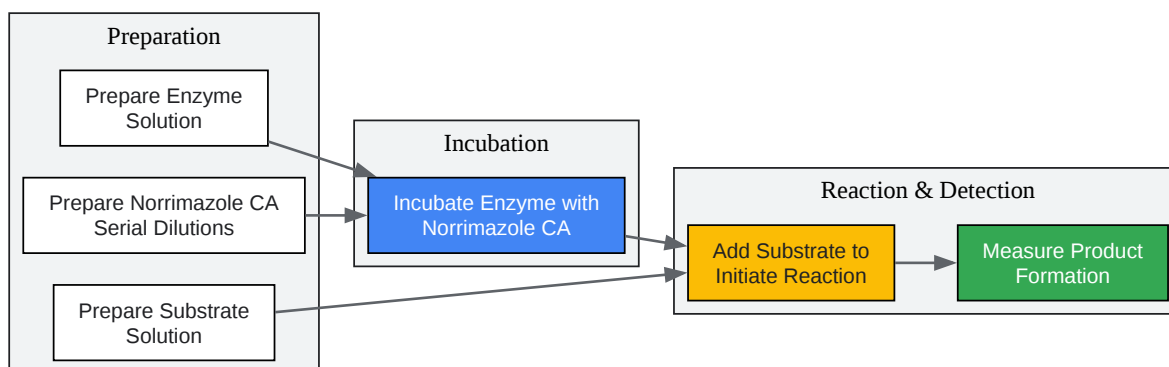 Preparation
Prepare Enzyme
Solution
Prepare Norrimazole CA
Serial Dilutions
Prepare Substrate
Solution
Incubation
Incubate Enzyme with
Norrimazole CA
Reaction & Detection
Add Substrate to
Initiate Reaction
Measure Product
Formation